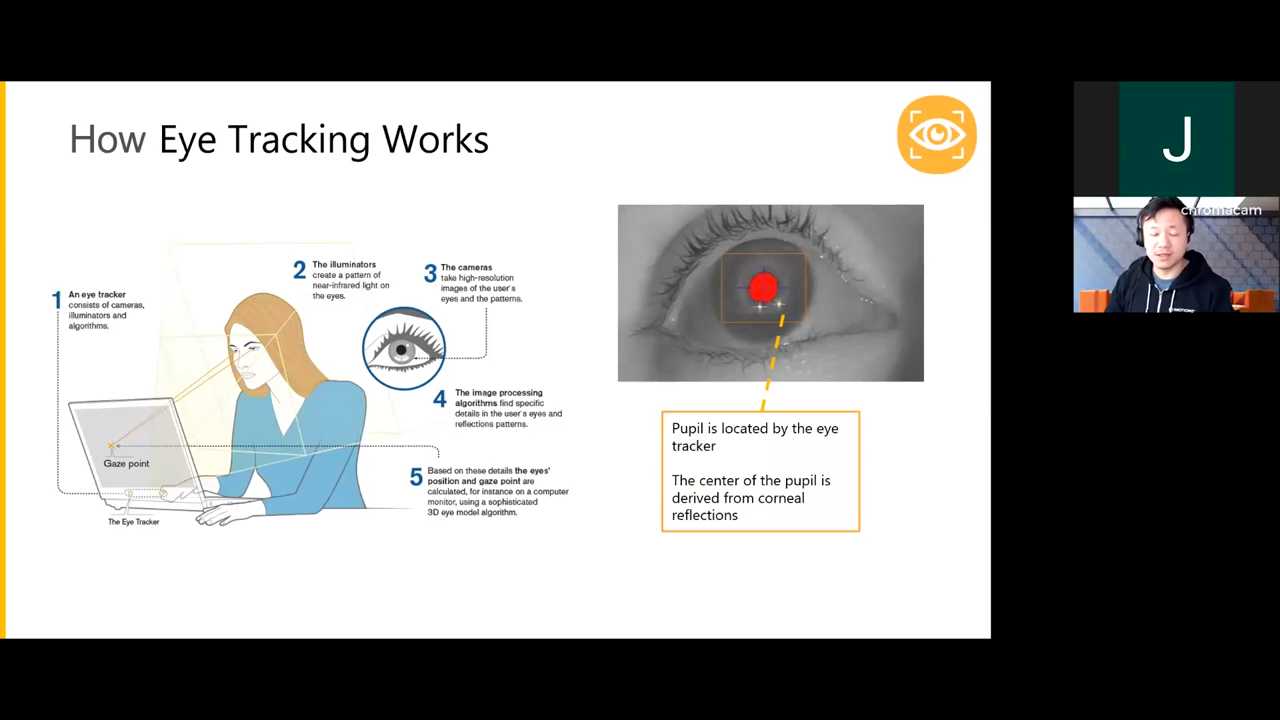 How Eye Tracking Works
1 An eye tracker
consists of cameras,
illuminators and
algorithms.
2 The illuminators
create a pattern of
near-infrared light on
the eyes.
3 The cameras
take high-resolution
images of the user's
eyes and the patterns.
4 The image processing
algorithms find specific
details in the user's eyes and
reflections patterns.
5 Based on these details the eyes'
position and gaze point are
calculated, for instance on a computer
monitor, using a sophisticated
3D eye model algorithm.
Gaze point
The Eye Tracker
Pupil is located by the eye
tracker
The center of the pupil is
derived from corneal
reflections
J
chromacam